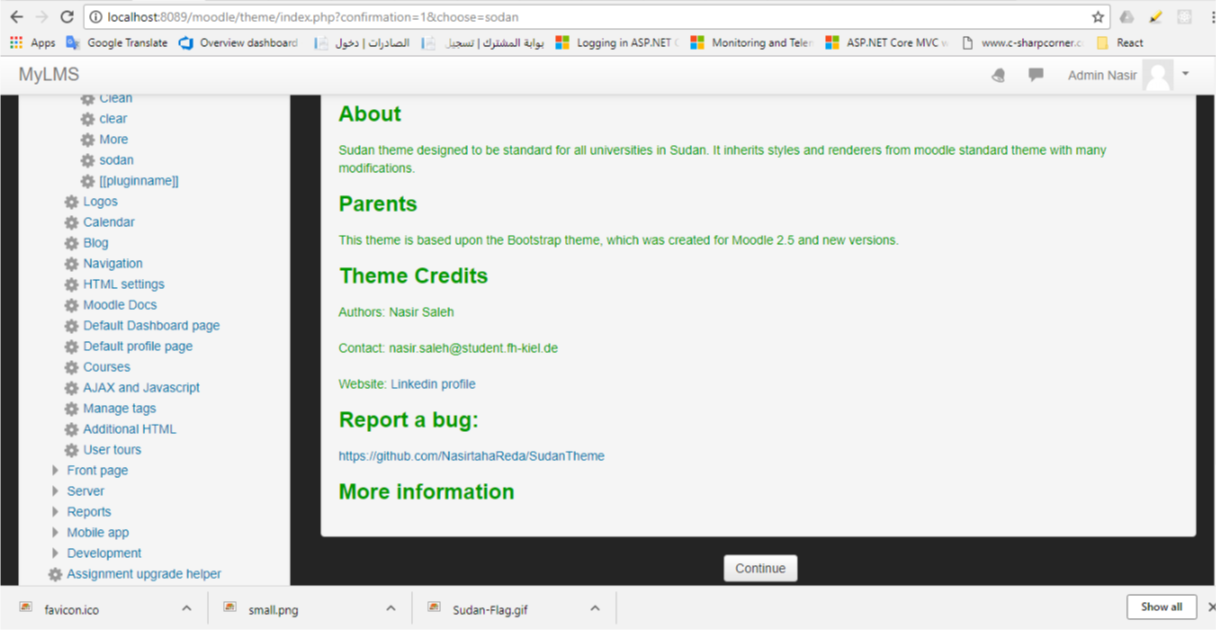 localhost:8089/moodle/theme/index.php?confirmation=1&choose=sodan
Apps Google Translate Overview dashboard الصادرات | دخول بوابة المشترك | تسجيل Logging in ASP.NET Monitoring and Teler ASP.NET Core MVC www.c-sharpcorner.c React
MyLMS Admin Nasir
Clean
clear
More
sodan
[[pluginname]]
Logos
Calendar
Blog
Navigation
HTML settings
Moodle Docs
Default Dashboard page
Default profile page
Courses
AJAX and Javascript
Manage tags
Additional HTML
User tours
Front page
Server
Reports
Mobile app
Development
Assignment upgrade helper
About
Sudan theme designed to be standard for all universities in Sudan. It inherits styles and renderers from moodle standard theme with many
modifications.
Parents
This theme is based upon the Bootstrap theme, which was created for Moodle 2.5 and new versions.
Theme Credits
Authors: Nasir Saleh
Contact: nasir.saleh@student.fh-kiel.de
Website: Linkedin profile
Report a bug:
https://github.com/NasirtahaReda/SudanTheme
More information
Continue
favicon.ico small.png Sudan-Flag.gif Show all